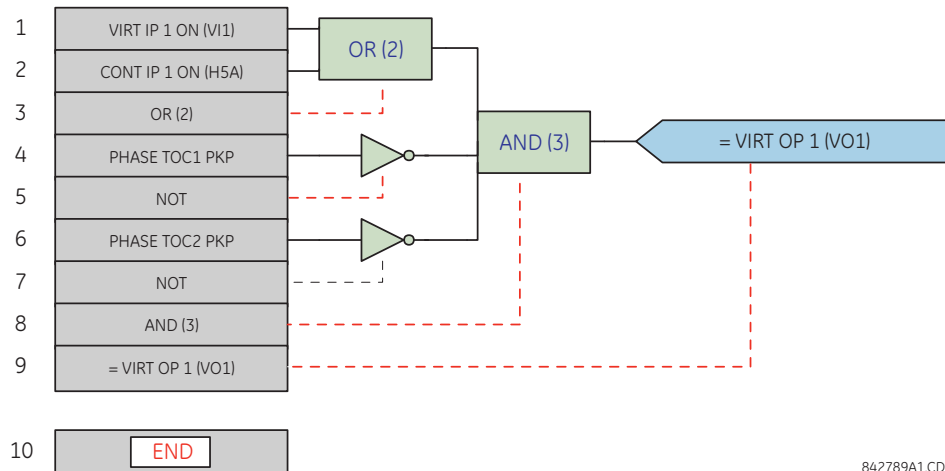 1 VIRT IP 1 ON (VI1)
OR (2)
2 CONT IP 1 ON (H5A)
3 OR (2)
AND (3)
= VIRT OP 1 (VO1)
4 PHASE TOC1 PKP
5 NOT
6 PHASE TOC2 PKP
7 NOT
8 AND (3)
9 = VIRT OP 1 (VO1)
10 END
842789A1.CD